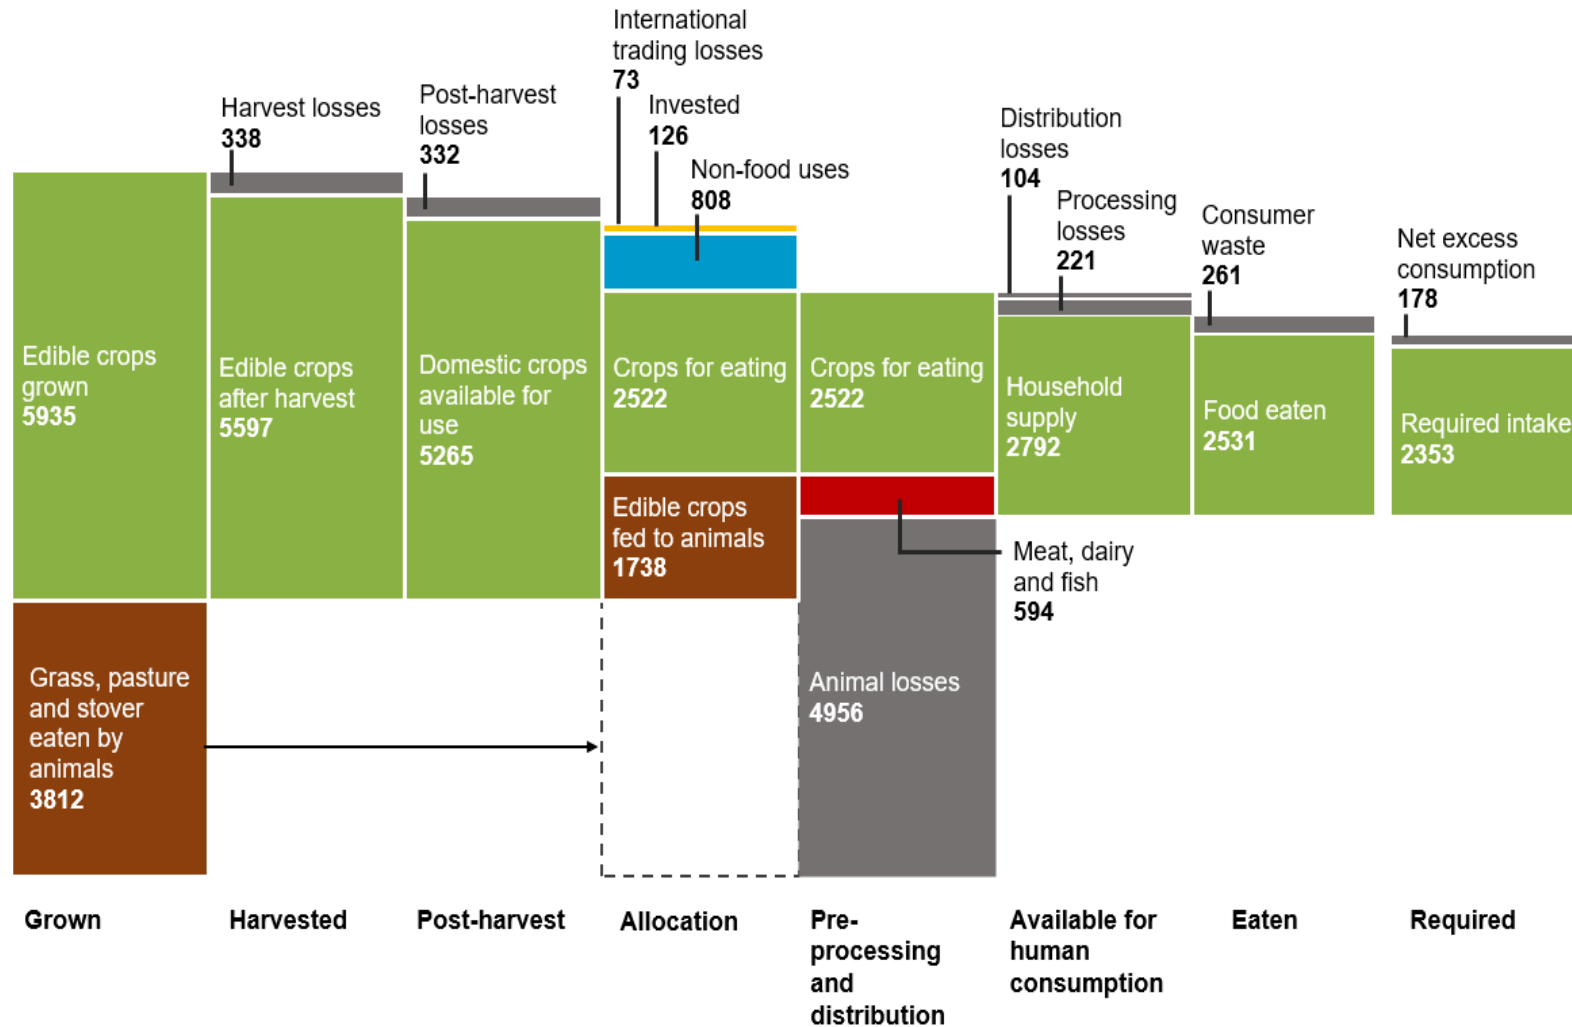 International
trading losses
73
Harvest losses
338
Post-harvest
losses
332
Invested
126
Non-food uses
808
Distribution
losses
104
Processing
losses
221
Consumer
waste
261
Net excess
consumption
178
Edible crops
grown
5935
Edible crops
after harvest
5597
Domestic crops
available for
use
5265
Crops for eating
2522
Crops for eating
2522
Household
supply
2792
Food eaten
2531
Required intake
2353
Edible crops
fed to animals
1738
Meat, dairy
and fish
594
Grass, pasture
and stover
eaten by
animals
3812
Animal losses
4956
Grown
Harvested
Post-harvest
Allocation
Pre-
processing
and
distribution
Available for
human
consumption
Eaten
Required